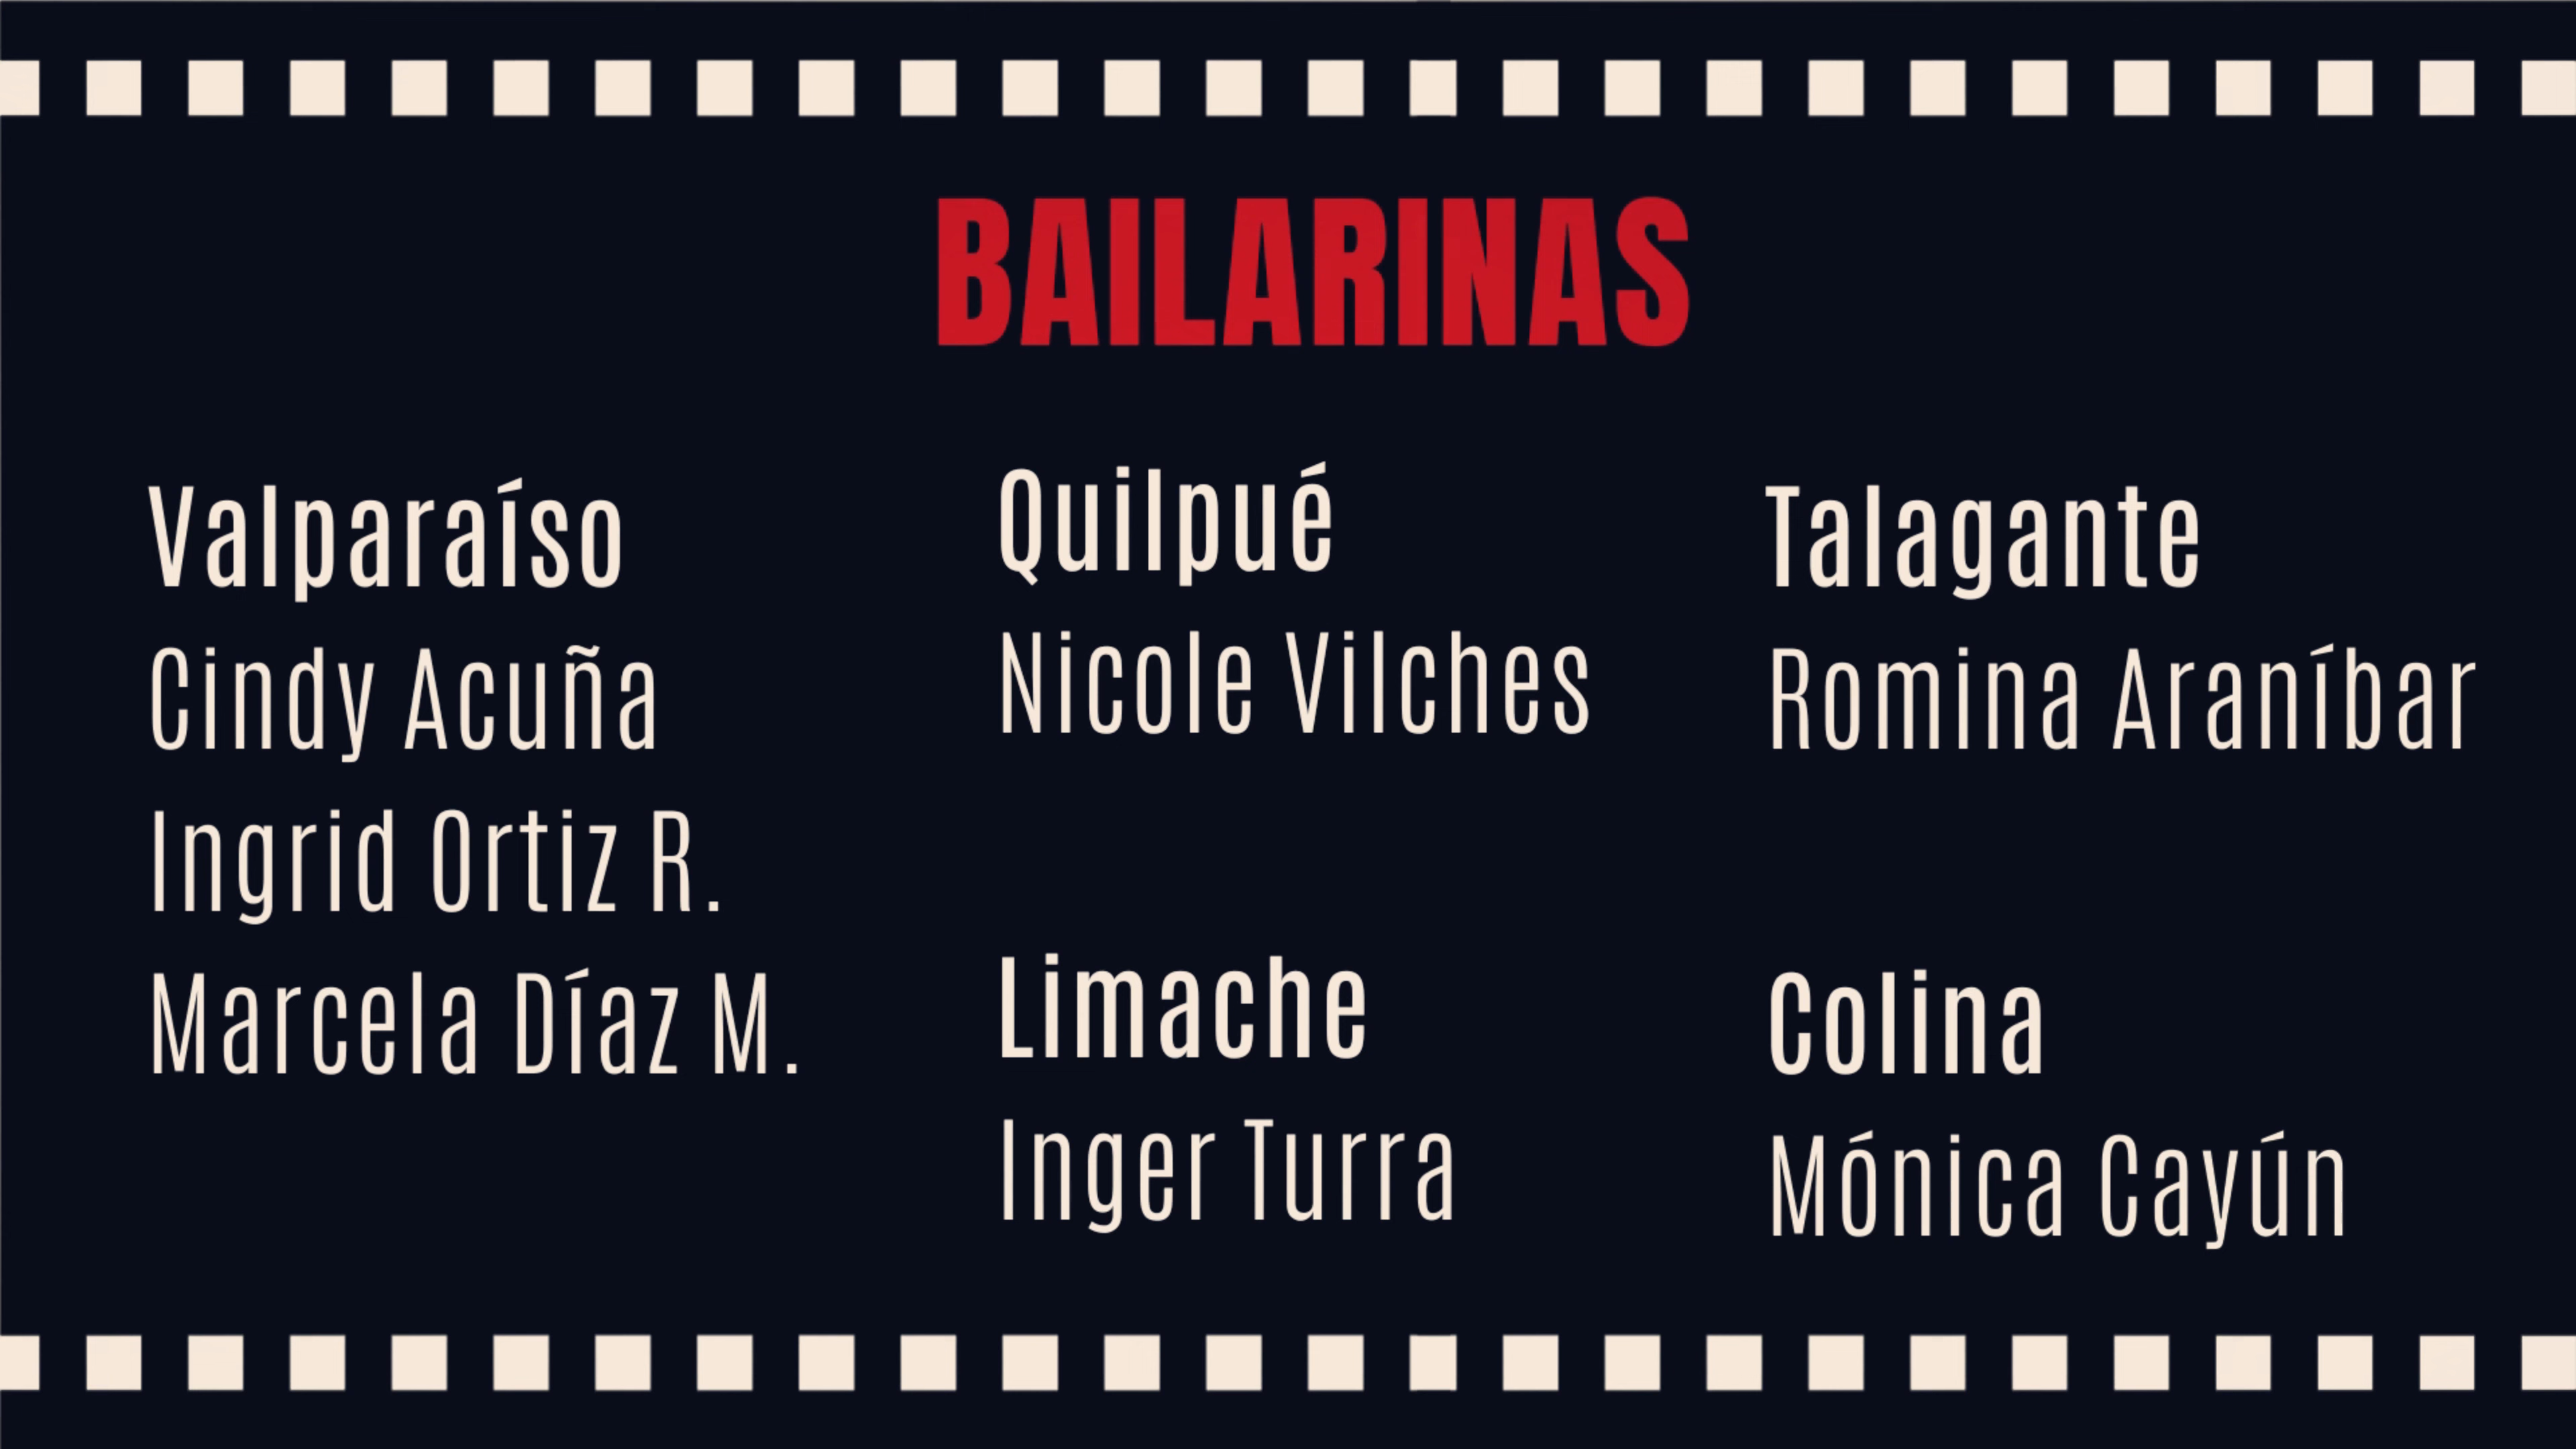 BAILARINAS
Valparaíso
Cindy Acuña
Ingrid Ortiz R.
Marcela Díaz M.
Quilpué
Nicole Vilches
Limache
Inger Turra
Talagante
Romina Araníbar
Colina
Mónica Cayún